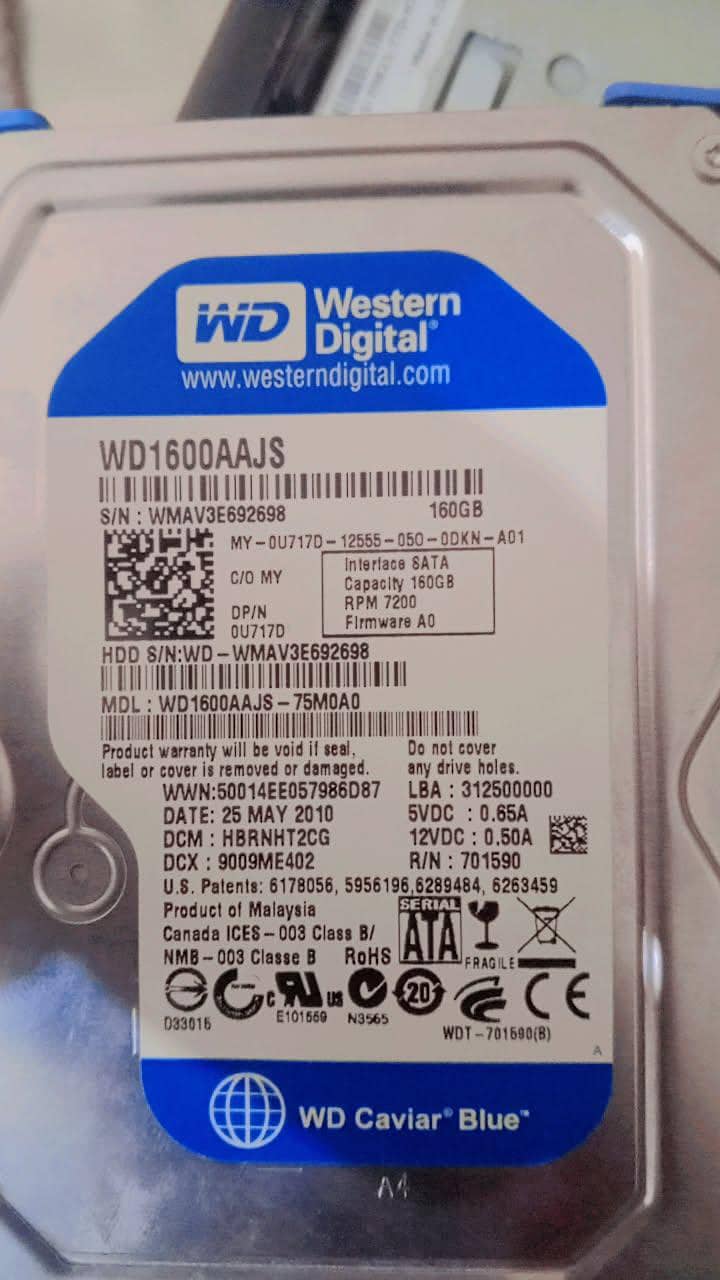 WD Western
Digital®
www.westerndigital.com
WD1600AAJS
S/N : WMAV3E692698 160GB
MY-0U717D-12555-050-0DKN-A01
C/O MY
DP/N
0U717D
Interface SATA
Capacity 160GB
RPM 7200
Firmware A0
HDD S/N:WD-WMAV3E692698
MDL : WD1600AAJS-75M0A0
Product warranty will be void if seal,
label or cover is removed or damaged.
Do not cover
any drive holes.
WWN:50014EE057986D87 LBA : 312500000
DATE: 25 MAY 2010 5VDC : 0.65A
DCM : HBRNHT2CG 12VDC : 0.50A
DCX : 9009ME402 R/N : 701590
U.S. Patents: 6178056, 5956196,6289484, 6263459
Product of Malaysia
Canada ICES-003 Class B/
NMB-003 Classe B RoHS
SERIAL
ATA
FRAGILE
c US 20 CE
D33016 E101559 N3565
WDT-701590(B)
A
WD Caviar® Blue™
A4